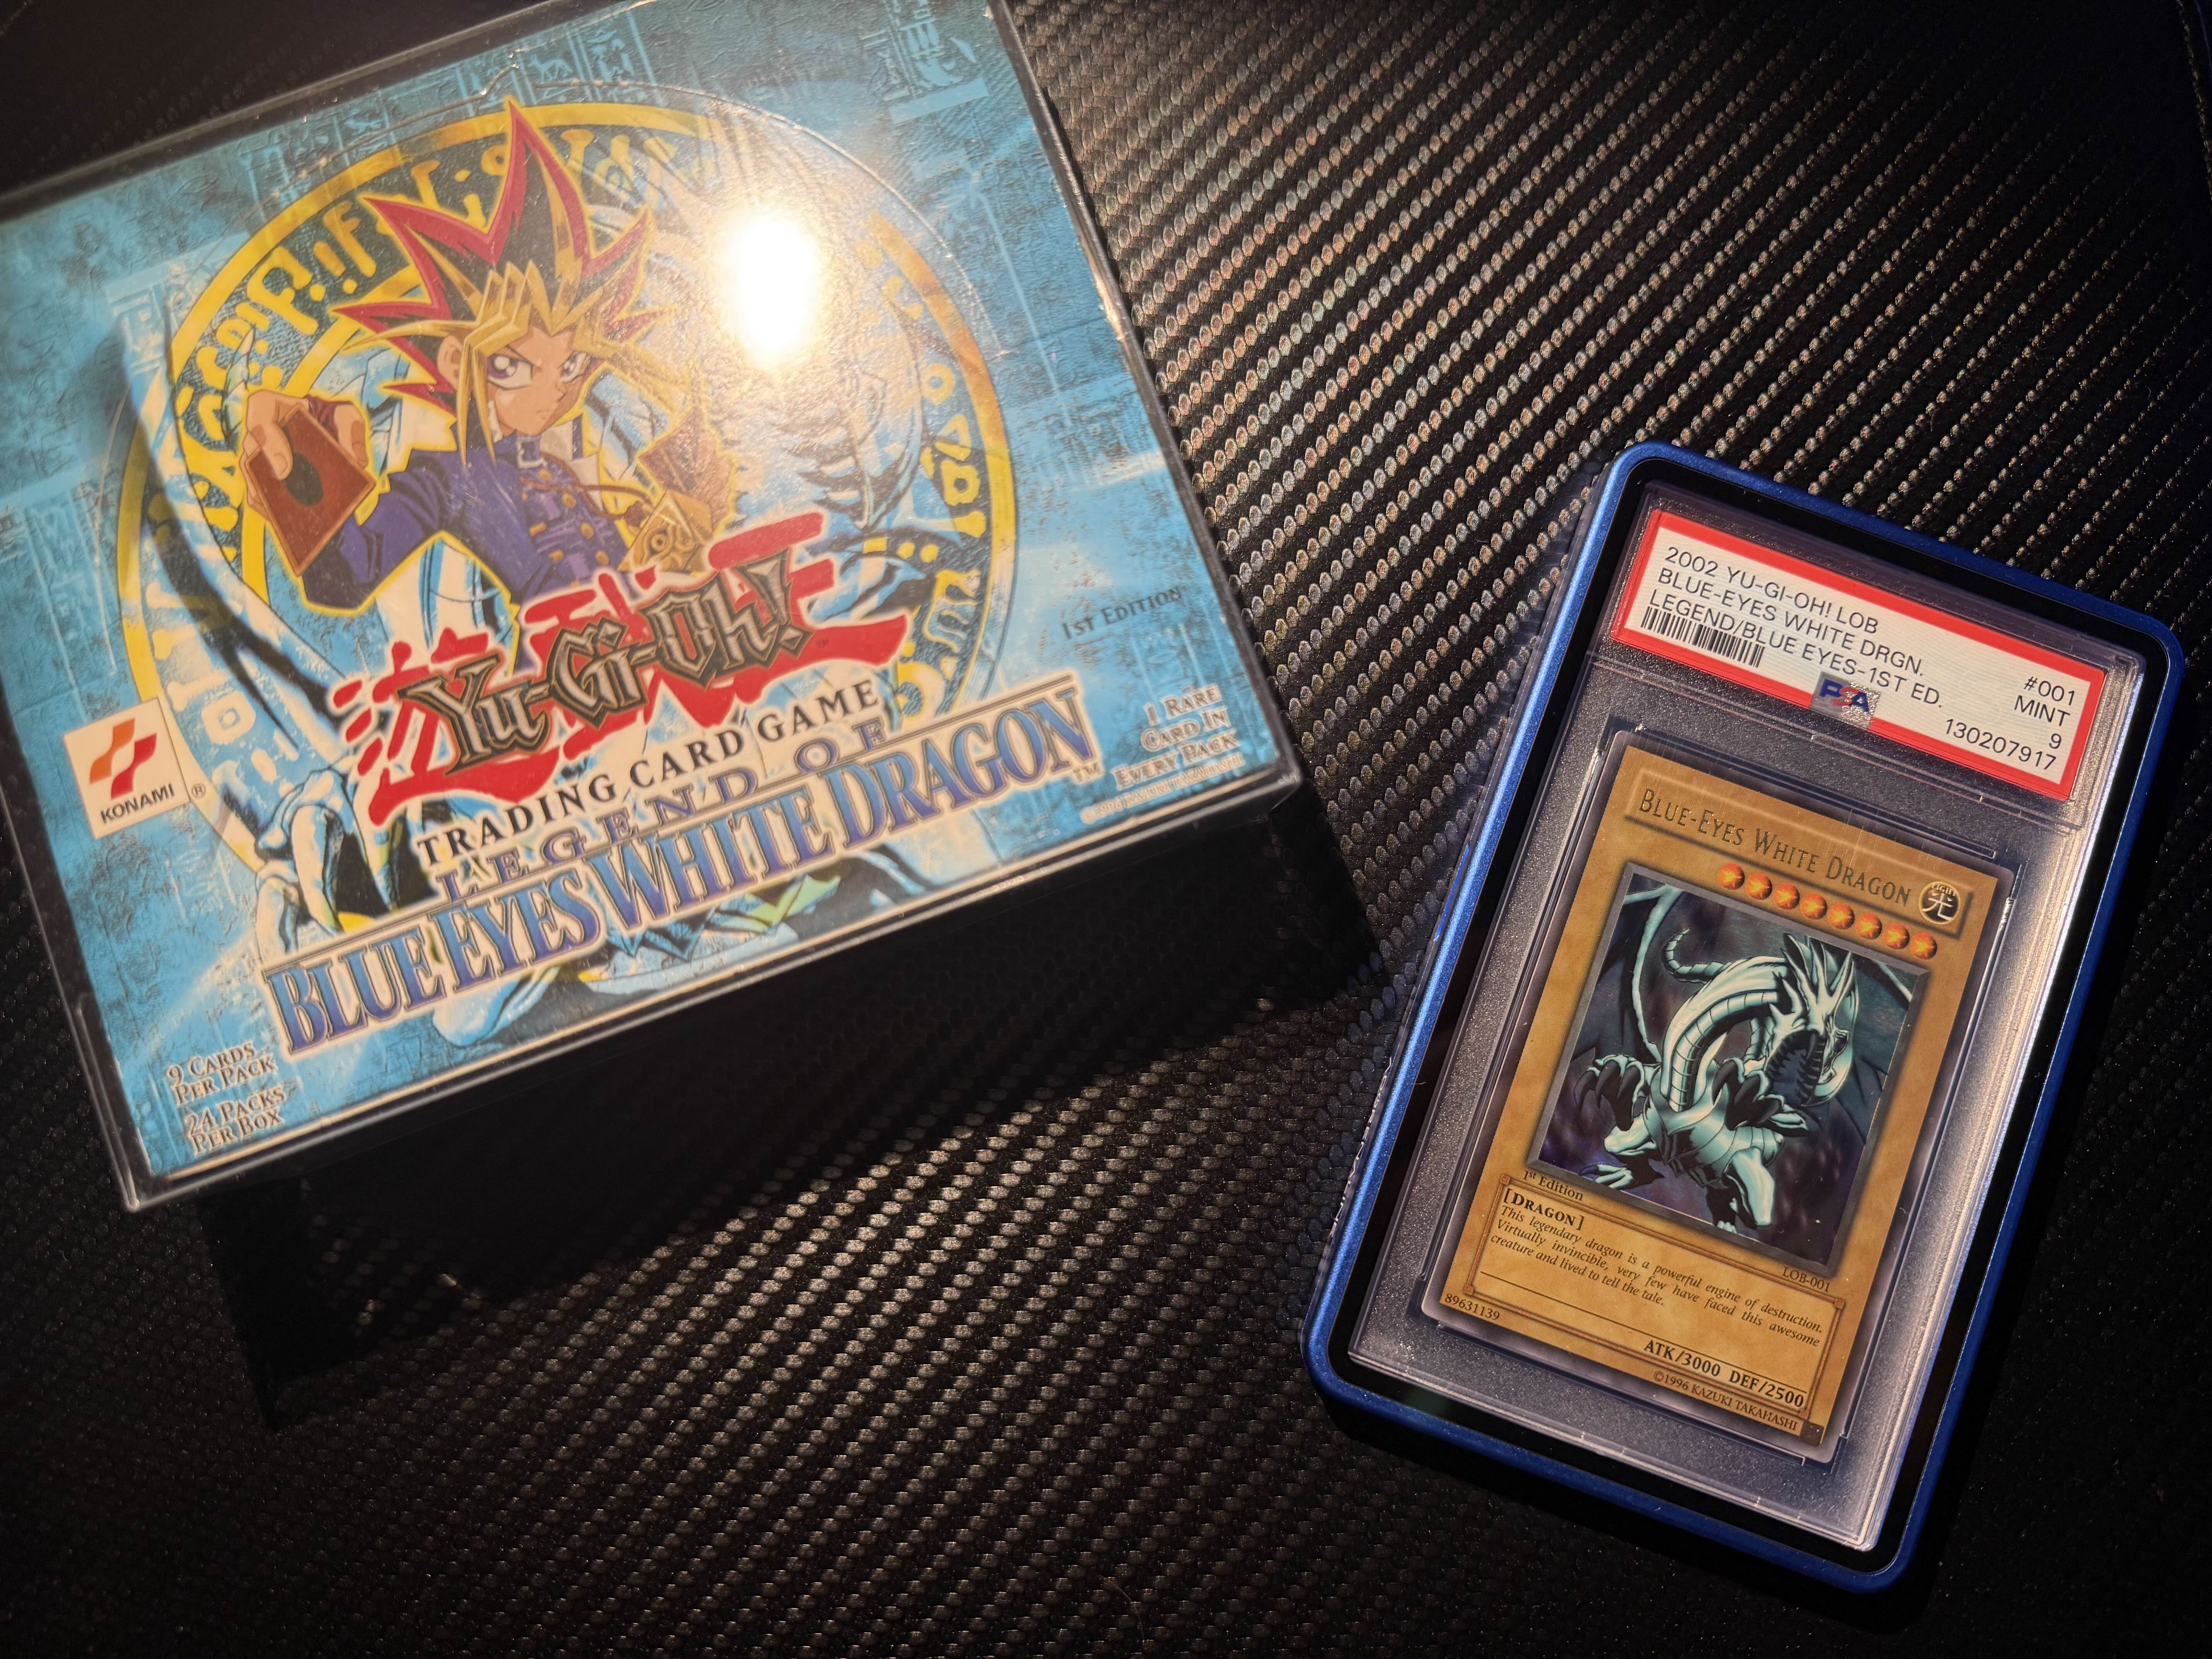 1st Edition
Yu-Gi-Oh!
TRADING CARD GAME
LEGEND OF
BLUE EYES WHITE DRAGON™
KONAMI ®
1 Rare
Card In
Every Pack
9 Cards
Per Pack
24 Packs
Per Box
2002 YU-GI-OH! LOB #001
BLUE-EYES WHITE DRGN. MINT
LEGEND/BLUE EYES-1ST ED. 9
PSA
130207917
Blue-Eyes White Dragon
LIGHT
光
1st Edition
LOB-001
[Dragon]
This legendary dragon is a powerful engine of destruction.
Virtually invincible, very few have faced this awesome
creature and lived to tell the tale.
ATK/3000 DEF/2500
89631139
©1996 KAZUKI TAKAHASHI